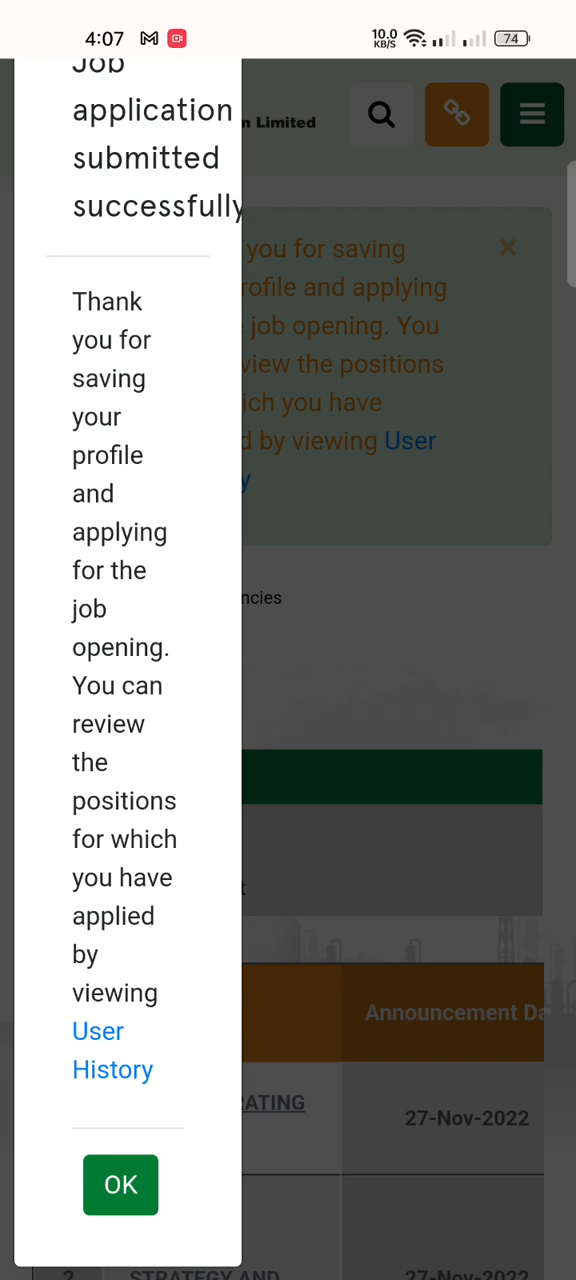 4:07
10.0
KB/S
74
Job
application
submitted
successfully
n Limited
Thank
you for
saving
your
profile
and
applying
for the
job
opening.
You can
review
the
positions
for which
you have
applied
by
viewing
User
History
OK
you for saving
rofile and applying
job opening. You
view the positions
ich you have
d by viewing User
y
ncies
t
Announcement Da
RATING
27-Nov-2022
2
STRATEGY AND
27-Nov-2022